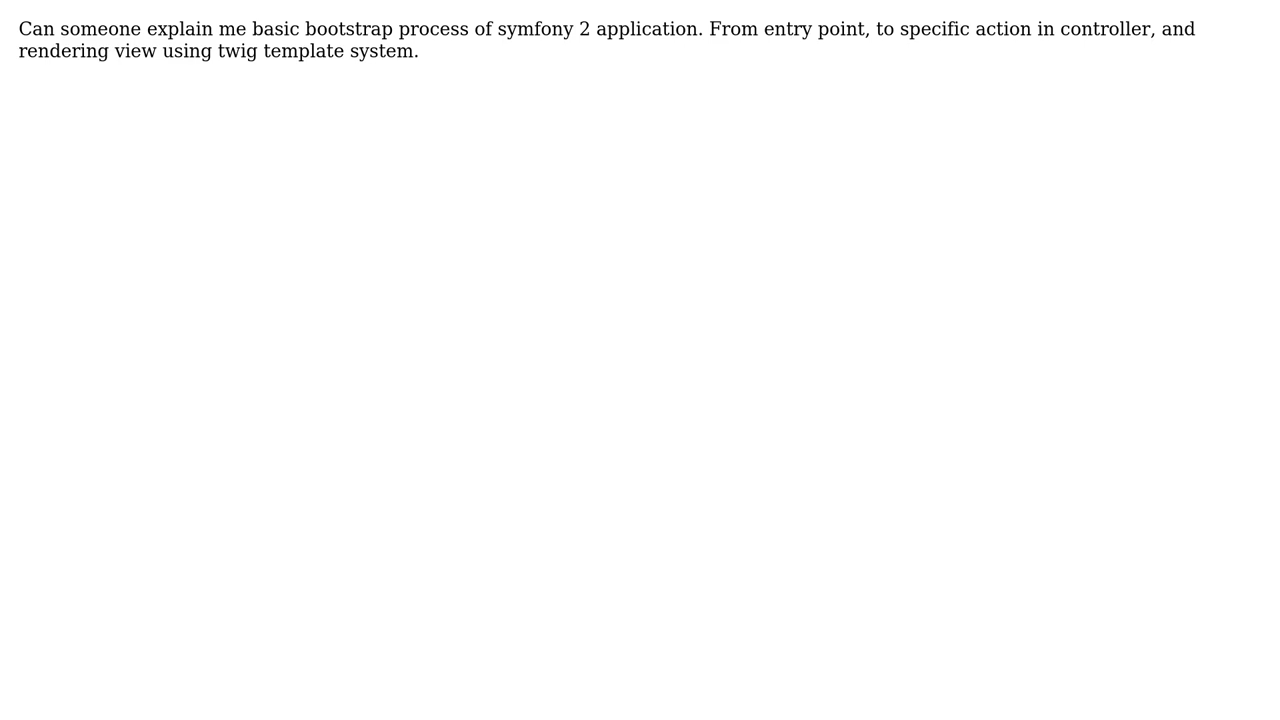 Can someone explain me basic bootstrap process of symfony 2 application. From entry point, to specific action in controller, and
rendering view using twig template system.